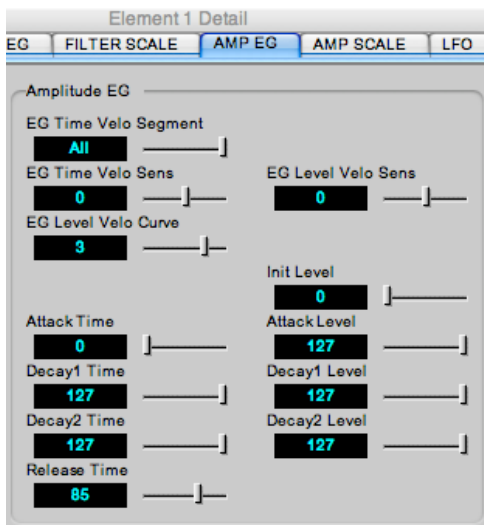 Element 1 Detail
EG FILTER SCALE AMP EG AMP SCALE LFO
Amplitude EG
EG Time Velo Segment
All
EG Time Velo Sens EG Level Velo Sens
0 0
EG Level Velo Curve
3
Init Level
0
Attack Time Attack Level
0 127
Decay1 Time Decay1 Level
127 127
Decay2 Time Decay2 Level
127 127
Release Time
85